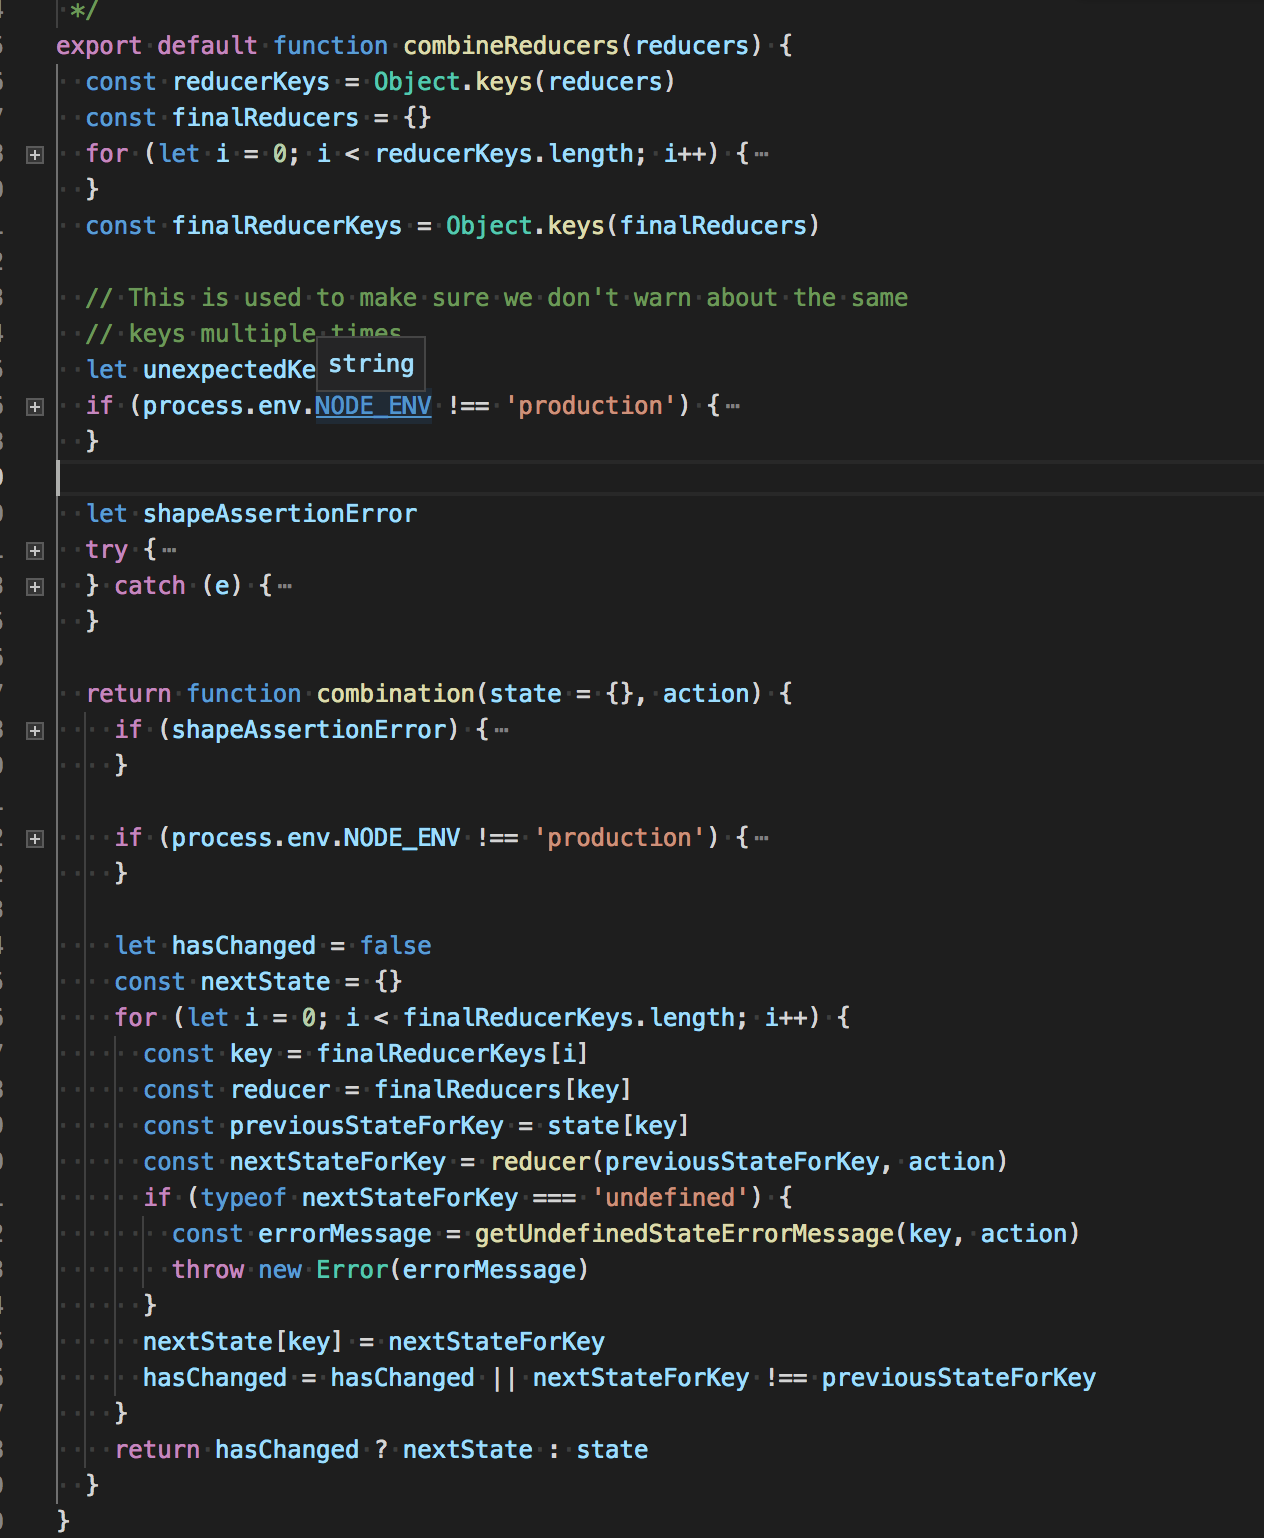 */
export default function combineReducers(reducers) {
const reducerKeys = Object.keys(reducers)
const finalReducers = {}
for (let i = 0; i < reducerKeys.length; i++) {…
}
const finalReducerKeys = Object.keys(finalReducers)
// This is used to make sure we don't warn about the same
// keys multiple times
string
let unexpectedKe
if (process.env.NODE_ENV !== 'production') {…
}
let shapeAssertionError
try {…
} catch (e) {…
}
return function combination(state = {}, action) {
if (shapeAssertionError) {…
}
if (process.env.NODE_ENV !== 'production') {…
}
let hasChanged = false
const nextState = {}
for (let i = 0; i < finalReducerKeys.length; i++) {
const key = finalReducerKeys[i]
const reducer = finalReducers[key]
const previousStateForKey = state[key]
const nextStateForKey = reducer(previousStateForKey, action)
if (typeof nextStateForKey === 'undefined') {
const errorMessage = getUndefinedStateErrorMessage(key, action)
throw new Error(errorMessage)
}
nextState[key] = nextStateForKey
hasChanged = hasChanged || nextStateForKey !== previousStateForKey
}
return hasChanged ? nextState : state
}
}